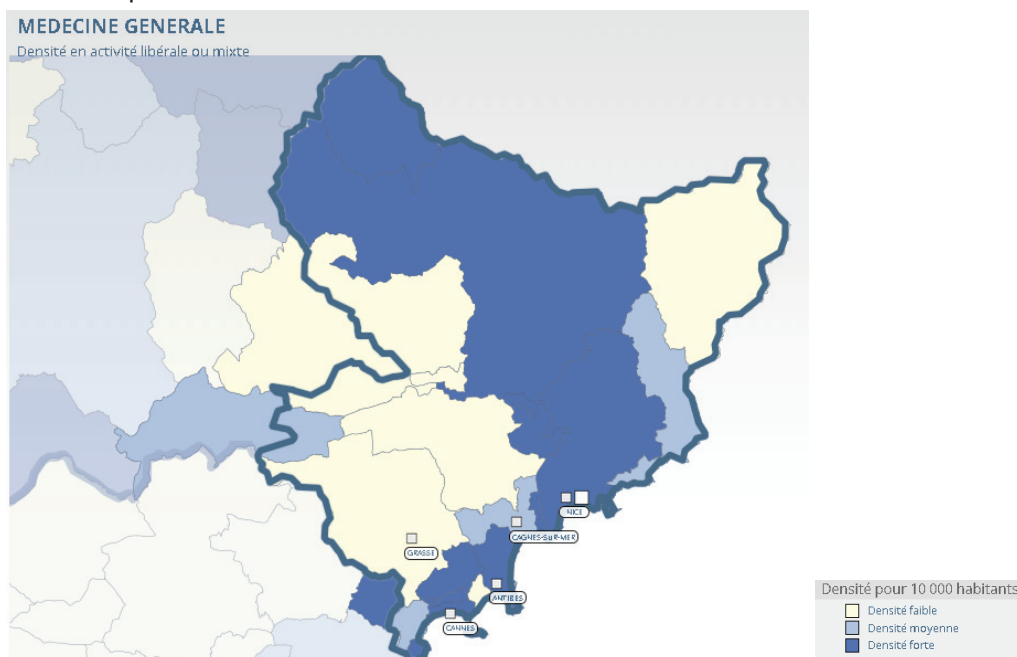 MEDECINE GENERALE
Densité en activité libérale ou mixte
NICE
CAGNES-SUR-MER
GRASSE
ANTIBES
CANNES
Densité pour 10 000 habitants
Densité faible
Densité moyenne
Densité forte